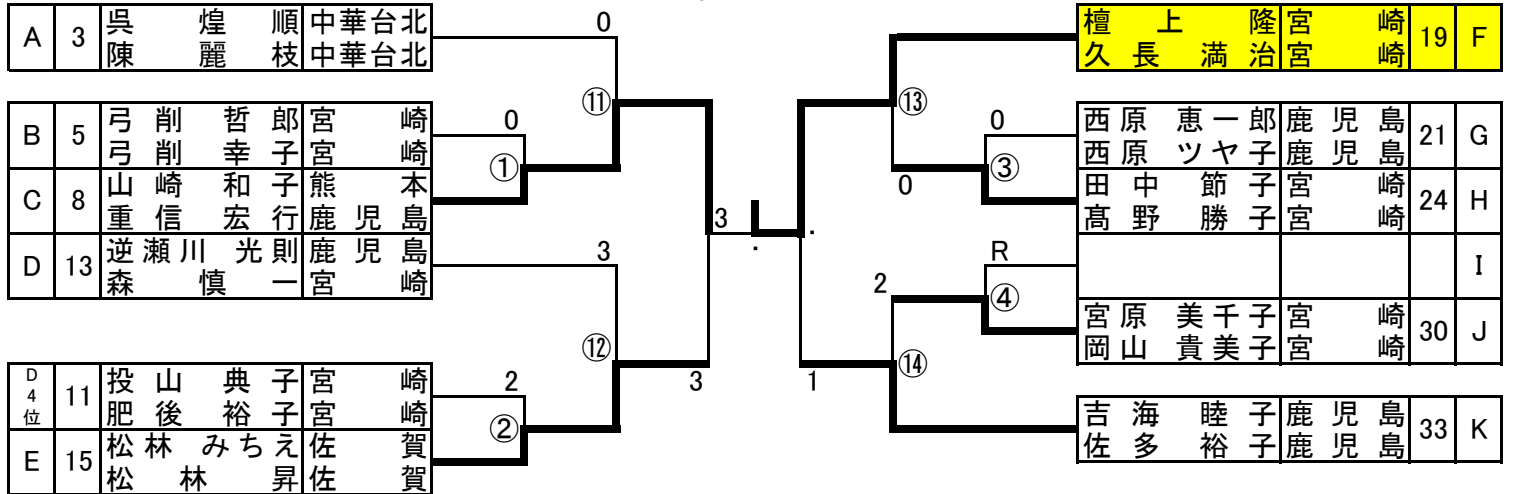 A 3 呉煌順 中華台北
陳麗枝 中華台北
0
⑪
B 5 弓削哲郎 宮崎
弓削幸子 宮崎
0
①
C 8 山崎和子 熊本
重信宏行 鹿児島
D 13 逆瀬川光則 鹿児島
森慎一 宮崎
3
3
⑫
3
D4位 11 投山典子 宮崎
肥後裕子 宮崎
2
②
E 15 松林みちえ 佐賀
松林昇 佐賀
檀上隆 宮崎 19 F
久長満治 宮崎
⑬
0
西原恵一郎 鹿児島 21 G
西原ツヤ子 鹿児島
③
0
田中節子 宮崎 24 H
髙野勝子 宮崎
R
I
2
④
宮原美千子 宮崎 30 J
岡山貴美子 宮崎
⑭
1
吉海睦子 鹿児島 33 K
佐多裕子 鹿児島